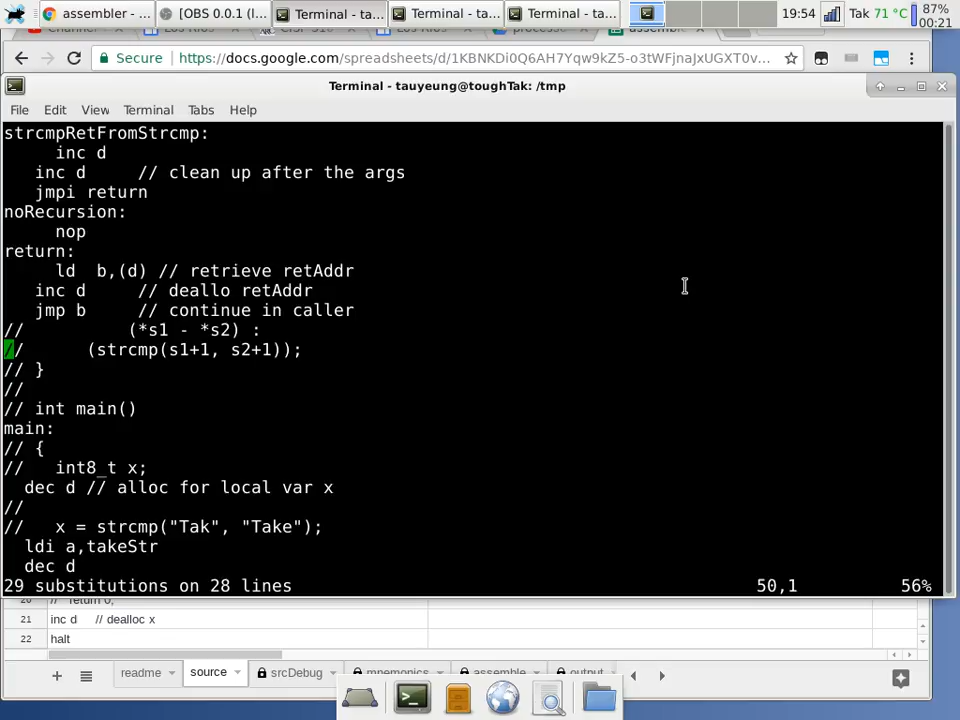 assembler - ...
[OBS 0.0.1 (l...
Terminal - ta...
Terminal - ta...
Terminal - ta...
19:54
Tak 71 °C
87%
00:21
Secure
https://docs.google.com/spreadsheets/d/1KBNKDi0Q6AH7Yqw9kZ5-o3tWFjnaJxUGXT0v...
Terminal - tauyeung@toughTak: /tmp
File Edit View Terminal Tabs Help
strcmpRetFromStrcmp:
inc d
inc d // clean up after the args
jmpi return
noRecursion:
nop
return:
ld b,(d) // retrieve retAddr
inc d // deallo retAddr
jmp b // continue in caller
// (*s1 - *s2) :
// (strcmp(s1+1, s2+1));
// }
//
// int main()
main:
// {
// int8_t x;
dec d // alloc for local var x
//
// x = strcmp("Tak", "Take");
ldi a,takeStr
dec d
29 substitutions on 28 lines 50,1 56%
20 // return 0;
21 inc d // dealloc x
22 halt
readme source srcDebug mnemonics assemble output